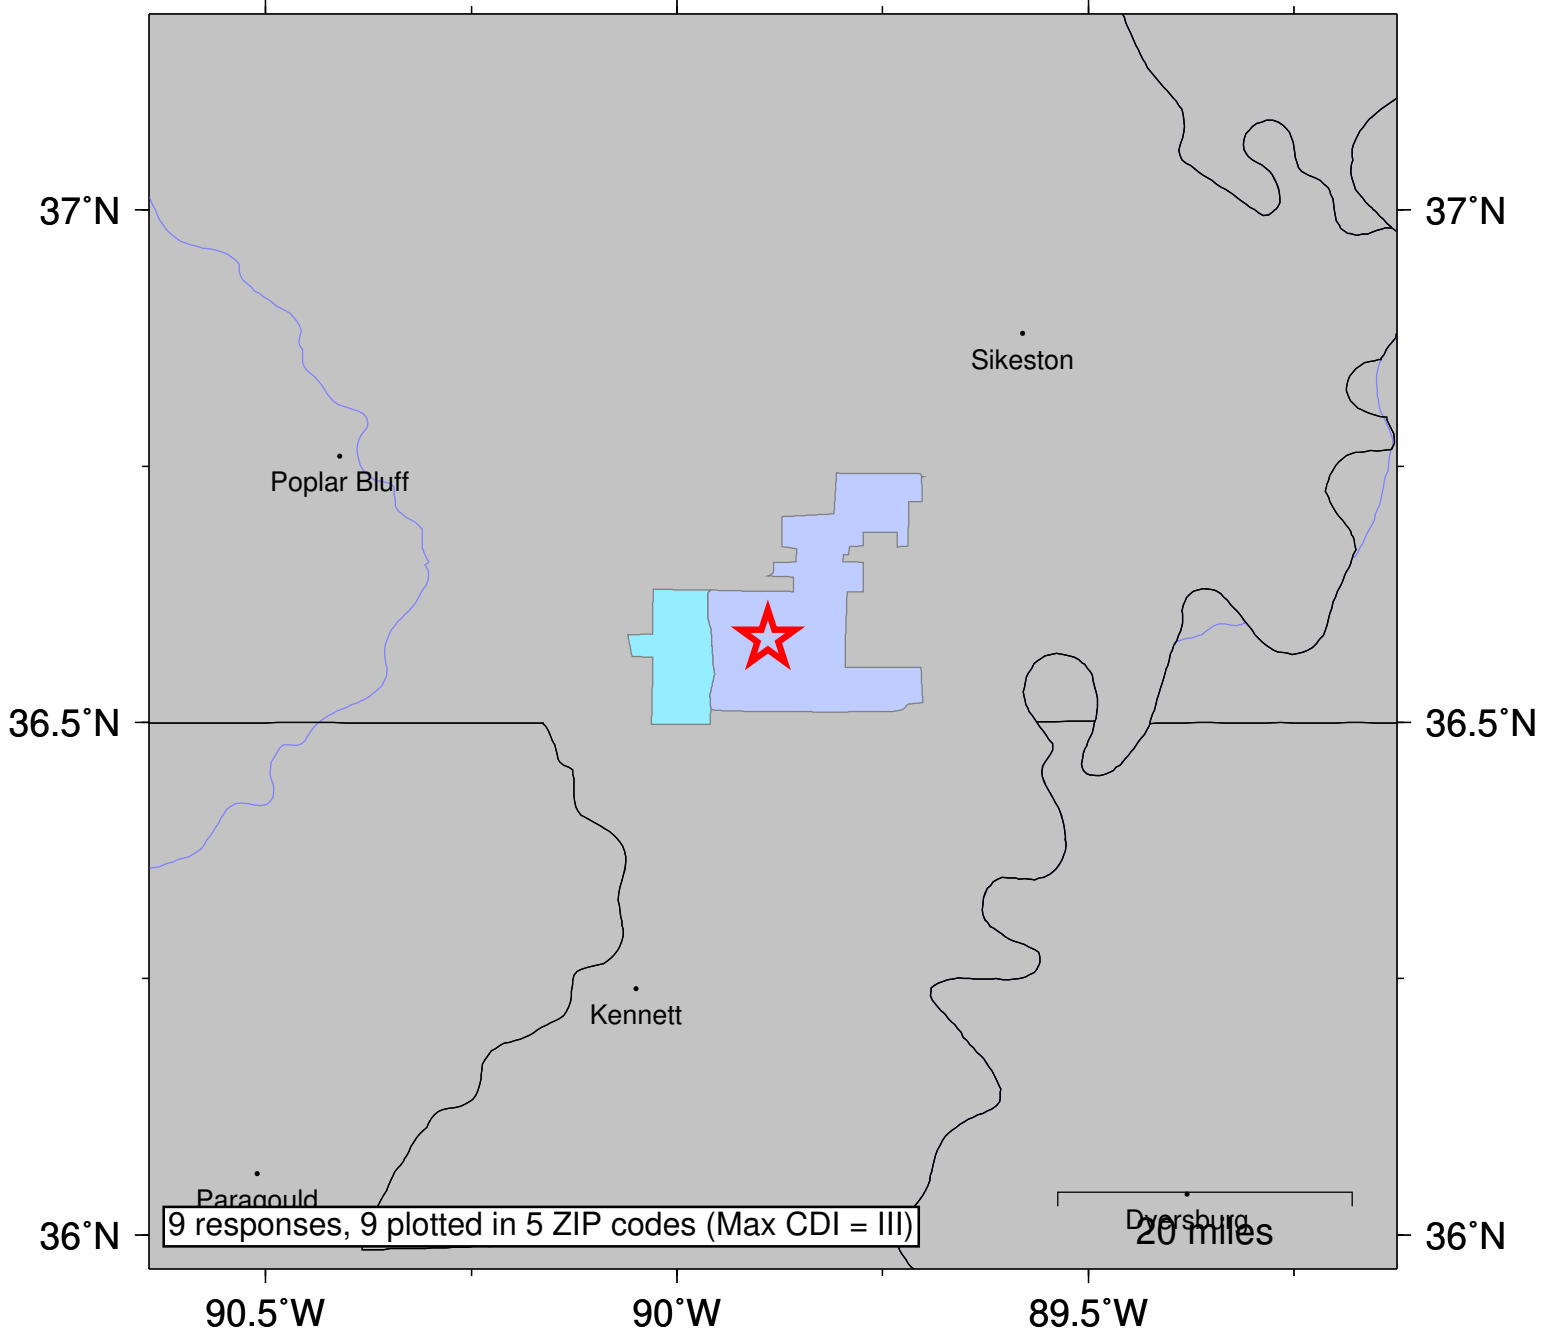 37°N
37°N
Sikeston
Poplar Bluff
36.5°N
36.5°N
Kennett
Paragould
9 responses, 9 plotted in 5 ZIP codes (Max CDI = III)
Dyersburg
20 miles
36°N
36°N
90.5°W
90°W
89.5°W